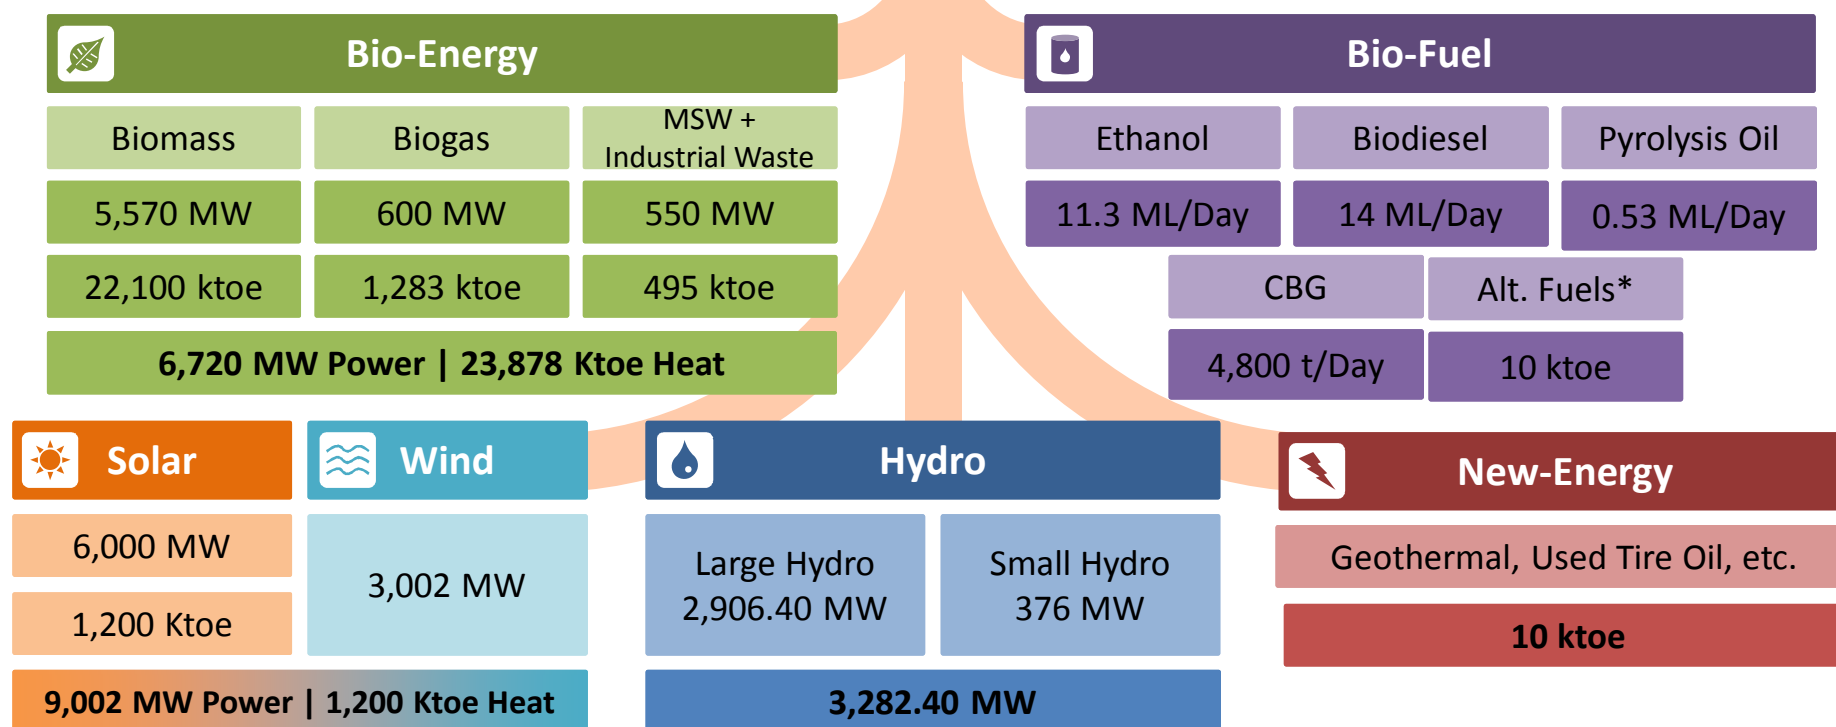 Bio-Energy
Biomass
Biogas
MSW +
Industrial Waste
5,570 MW
600 MW
550 MW
22,100 ktoe
1,283 ktoe
495 ktoe
6,720 MW Power | 23,878 Ktoe Heat
Bio-Fuel
Ethanol
Biodiesel
Pyrolysis Oil
11.3 ML/Day
14 ML/Day
0.53 ML/Day
CBG
Alt. Fuels*
4,800 t/Day
10 ktoe
Solar
6,000 MW
1,200 Ktoe
Wind
3,002 MW
9,002 MW Power | 1,200 Ktoe Heat
Hydro
Large Hydro
2,906.40 MW
Small Hydro
376 MW
3,282.40 MW
New-Energy
Geothermal, Used Tire Oil, etc.
10 ktoe